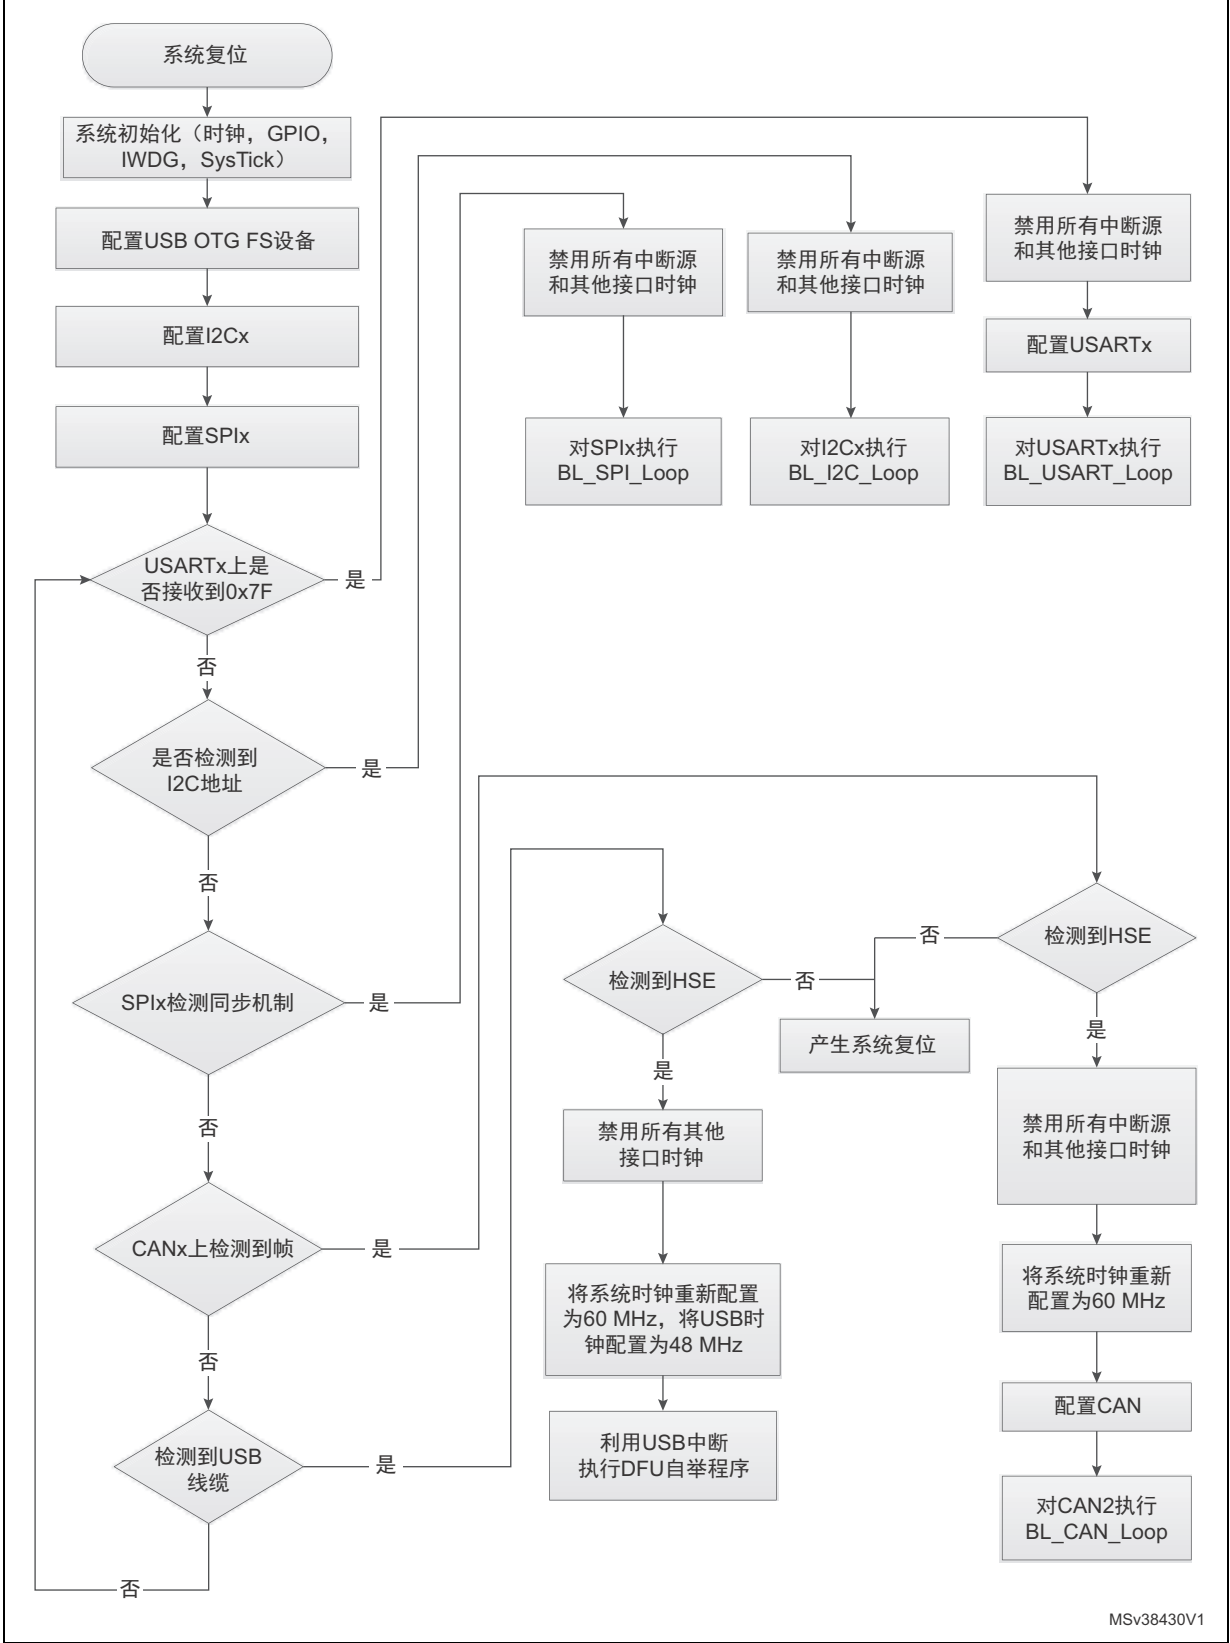 系统复位
系统初始化（时钟，GPIO，
IWDG，SysTick）
配置USB OTG FS设备
配置I2Cx
配置SPIx
USARTx上是
否接收到0x7F
是
否
是否检测到
I2C地址
是
否
SPIx检测同步机制
是
否
CANx上检测到帧
是
否
检测到USB
线缆
是
否
禁用所有中断源
和其他接口时钟
对SPIx执行
BL_SPI_Loop
禁用所有中断源
和其他接口时钟
对I2Cx执行
BL_I2C_Loop
禁用所有中断源
和其他接口时钟
配置USARTx
对USARTx执行
BL_USART_Loop
检测到HSE
否
是
禁用所有其他
接口时钟
将系统时钟重新配置
为60 MHz，将USB时
钟配置为48 MHz
利用USB中断
执行DFU自举程序
产生系统复位
检测到HSE
否
是
禁用所有中断源
和其他接口时钟
将系统时钟重新
配置为60 MHz
配置CAN
对CAN2执行
BL_CAN_Loop
MSv38430V1